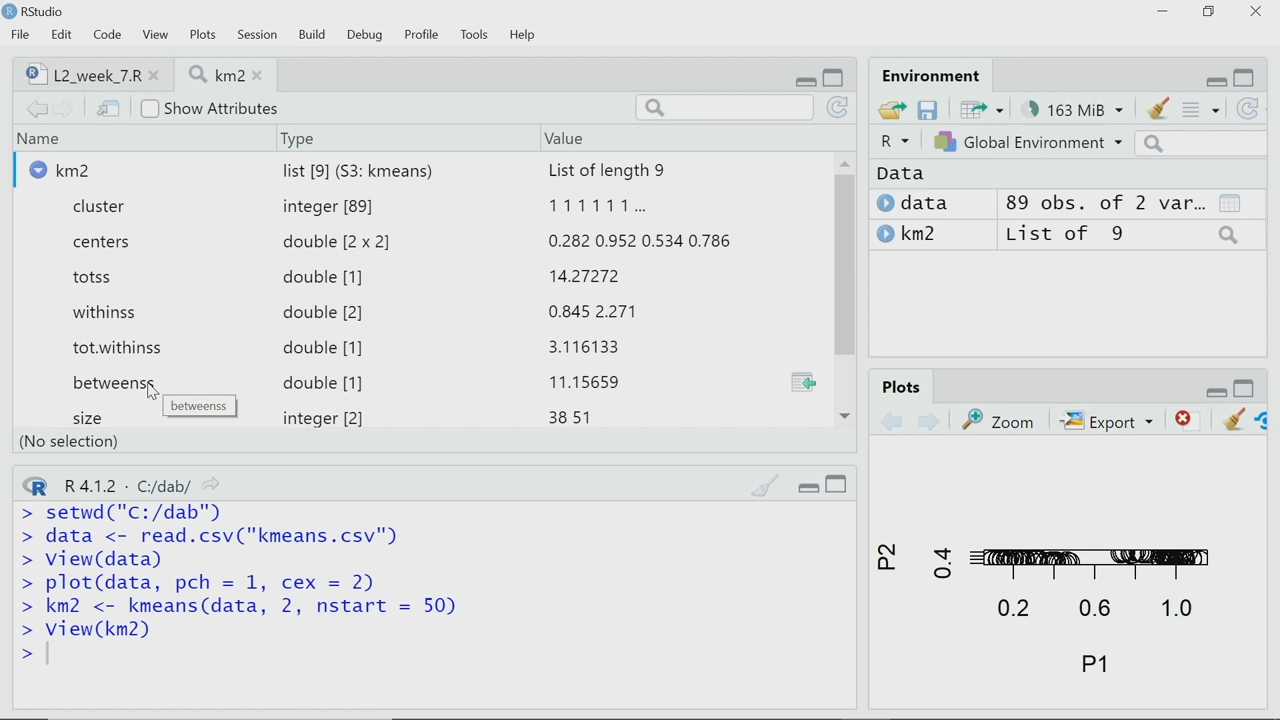 RStudio
File Edit Code View Plots Session Build Debug Profile Tools Help
L2_week_7.R km2
Show Attributes
Name Type Value
km2 list [9] (S3: kmeans) List of length 9
cluster integer [89] 1 1 1 1 1 1 ...
centers double [2 x 2] 0.282 0.952 0.534 0.786
totss double [1] 14.27272
withinss double [2] 0.845 2.271
tot.withinss double [1] 3.116133
betweenss double [1] 11.15659
betweenss
size integer [2] 38 51
(No selection)
R 4.1.2 · C:/dab/
> setwd("C:/dab")
> data <- read.csv("kmeans.csv")
> View(data)
> plot(data, pch = 1, cex = 2)
> km2 <- kmeans(data, 2, nstart = 50)
> View(km2)
>
Environment
163 MiB
R Global Environment
Data
data 89 obs. of 2 var...
km2 List of 9
Plots
Zoom Export
P2
0.4
0.2 0.6 1.0
P1